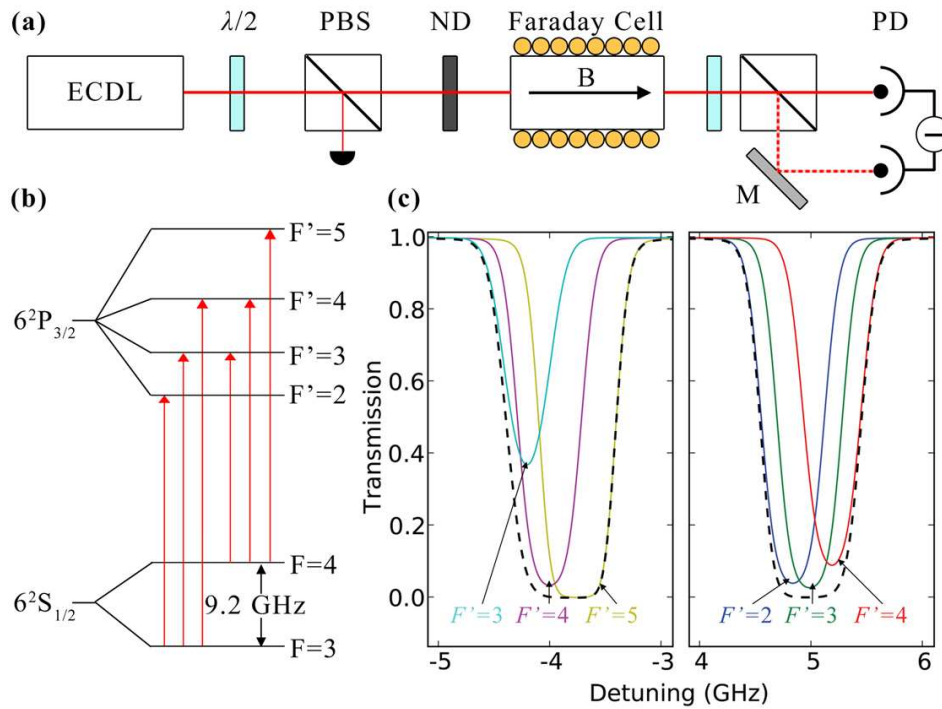 (a)
λ/2
PBS
ND
Faraday Cell
PD
ECDL
B
M
(b)
F'=5
F'=4
6²P₃/₂
F'=3
F'=2
F=4
9.2 GHz
6²S₁/₂
F=3
(c)
Transmission
1.0
0.8
0.6
0.4
0.2
0.0
F'=3 F'=4 F'=5
F'=2 F'=3 F'=4
-5 -4 -3 4 5 6
Detuning (GHz)